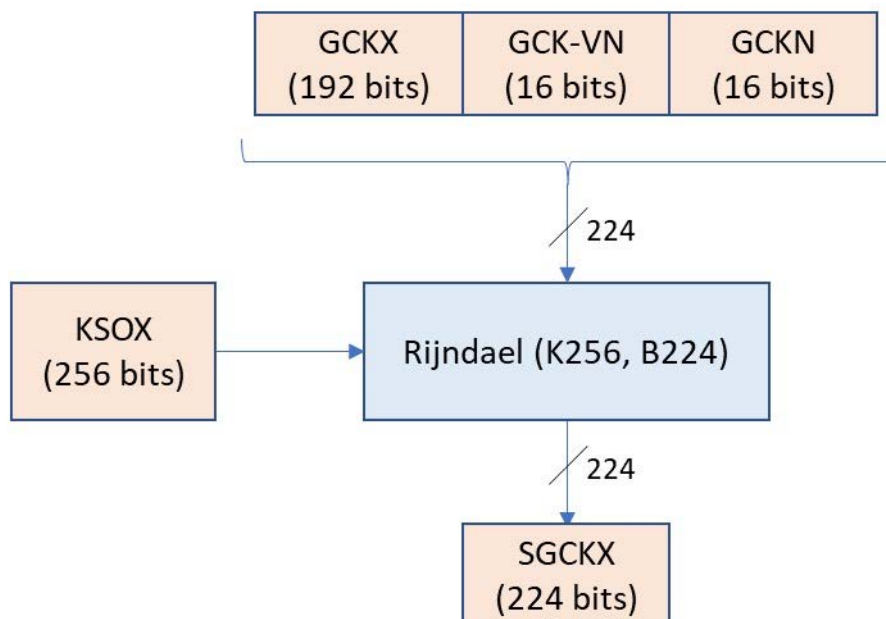 GCKX GCK-VN GCKN
(192 bits) (16 bits) (16 bits)
224
KSOX
(256 bits)
Rijndael (K256, B224)
224
SGCKX
(224 bits)